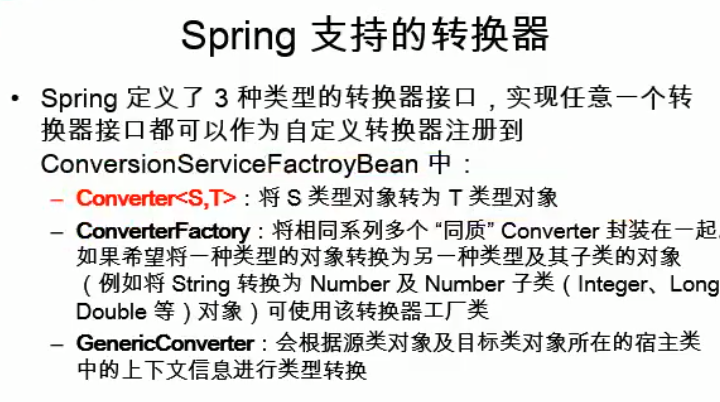 Spring 支持的转换器
• Spring 定义了 3 种类型的转换器接口，实现任意一个转
换器接口都可以作为自定义转换器注册到
ConversionServiceFactroyBean 中：
– Converter<S,T>：将 S 类型对象转为 T 类型对象
– ConverterFactory：将相同系列多个 “同质” Converter 封装在一起。
如果希望将一种类型的对象转换为另一种类型及其子类的对象
（例如将 String 转换为 Number 及 Number 子类（Integer、Long
Double 等）对象）可使用该转换器工厂类
– GenericConverter：会根据源类对象及目标类对象所在的宿主类
中的上下文信息进行类型转换